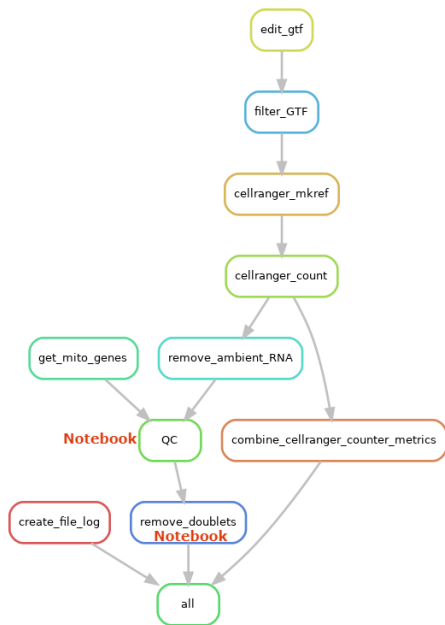 edit_gtf
filter_GTF
cellranger_mkref
cellranger_count
get_mito_genes
remove_ambient_RNA
Notebook
QC
combine_cellranger_counter_metrics
create_file_log
remove_doublets
Notebook
all